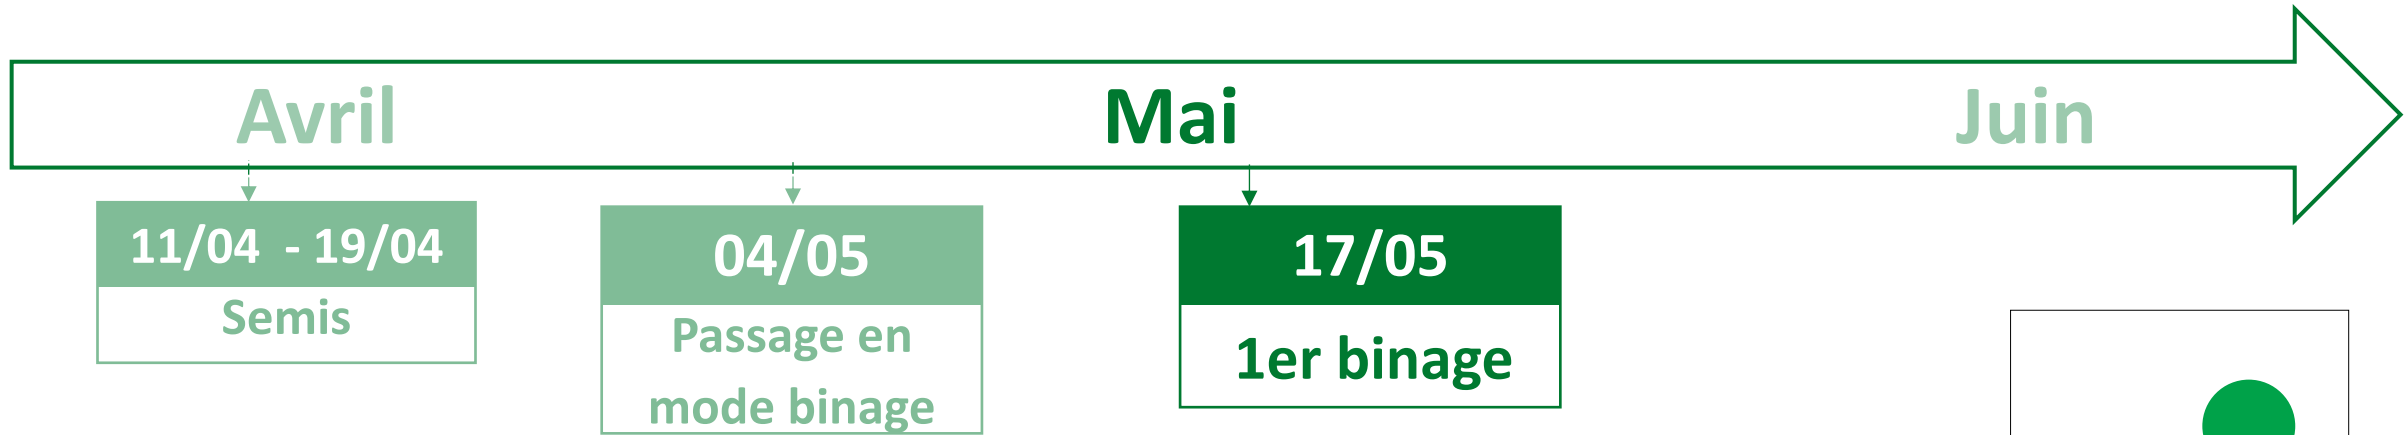 Avril Mai Juin
11/04 - 19/04
Semis
04/05
Passage en
mode binage
17/05
1er binage